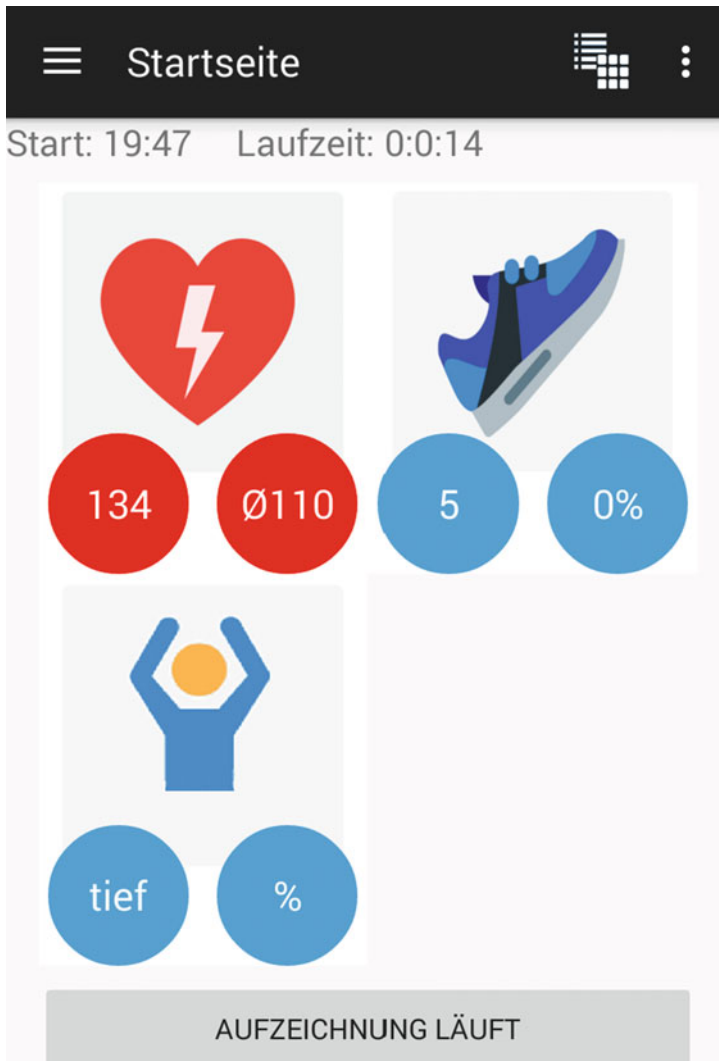 Startseite
Start: 19:47 Laufzeit: 0:0:14
134 Ø110 5 0%
tief %
AUFZEICHNUNG LÄUFT